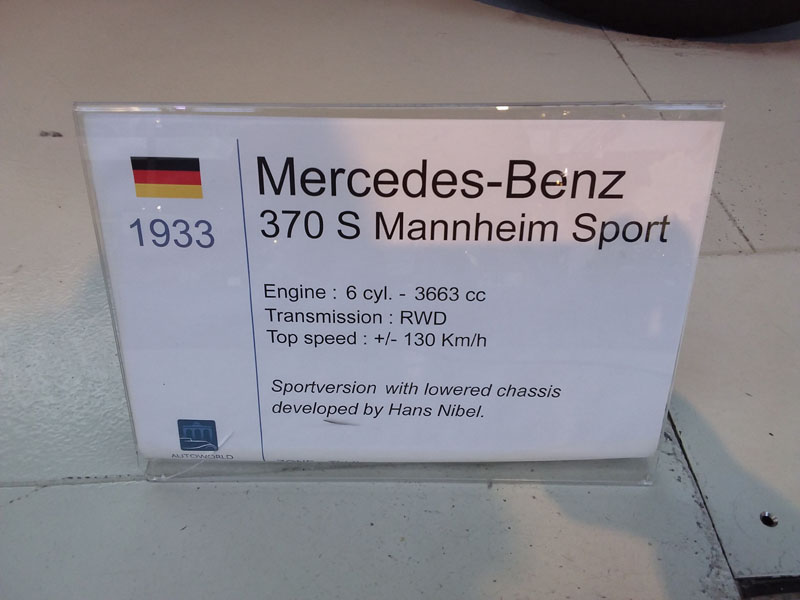 1933
Mercedes-Benz
370 S Mannheim Sport
Engine : 6 cyl. - 3663 cc
Transmission : RWD
Top speed : +/- 130 Km/h
Sportversion with lowered chassis
developed by Hans Nibel.
AUTOWORLD